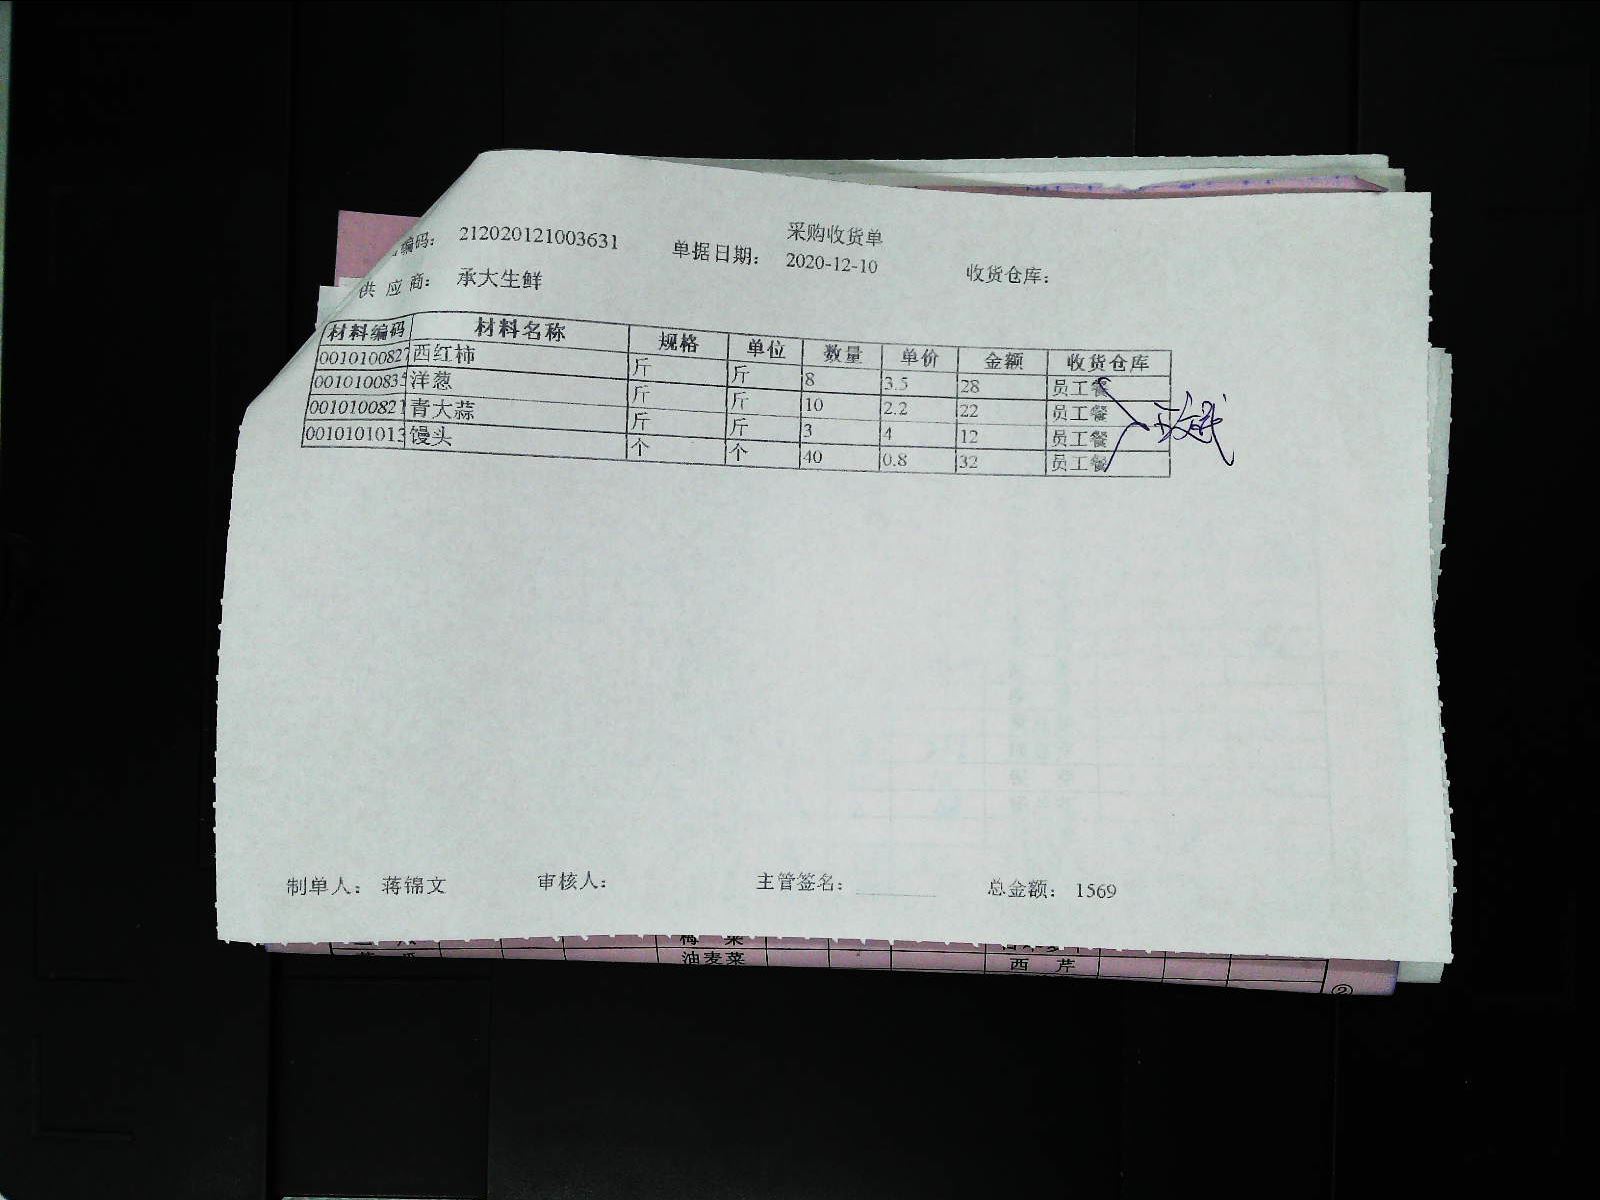 采购收货单
编码： 212020121003631 单据日期： 2020-12-10 收货仓库：
供应商： 承大生鲜
材料编码 材料名称 规格 单位 数量 单价 金额 收货仓库
0010100827 西红柿 斤 斤 8 3.5 28 员工餐
001010083 洋葱 斤 斤 10 2.2 22 员工餐
0010100821 青大蒜 斤 斤 3 4 12 员工餐
0010101013 馒头 个 个 40 0.8 32 员工餐
制单人： 蒋锦文 审核人： 主管签名： 总金额： 1569
油麦菜 西芹
②